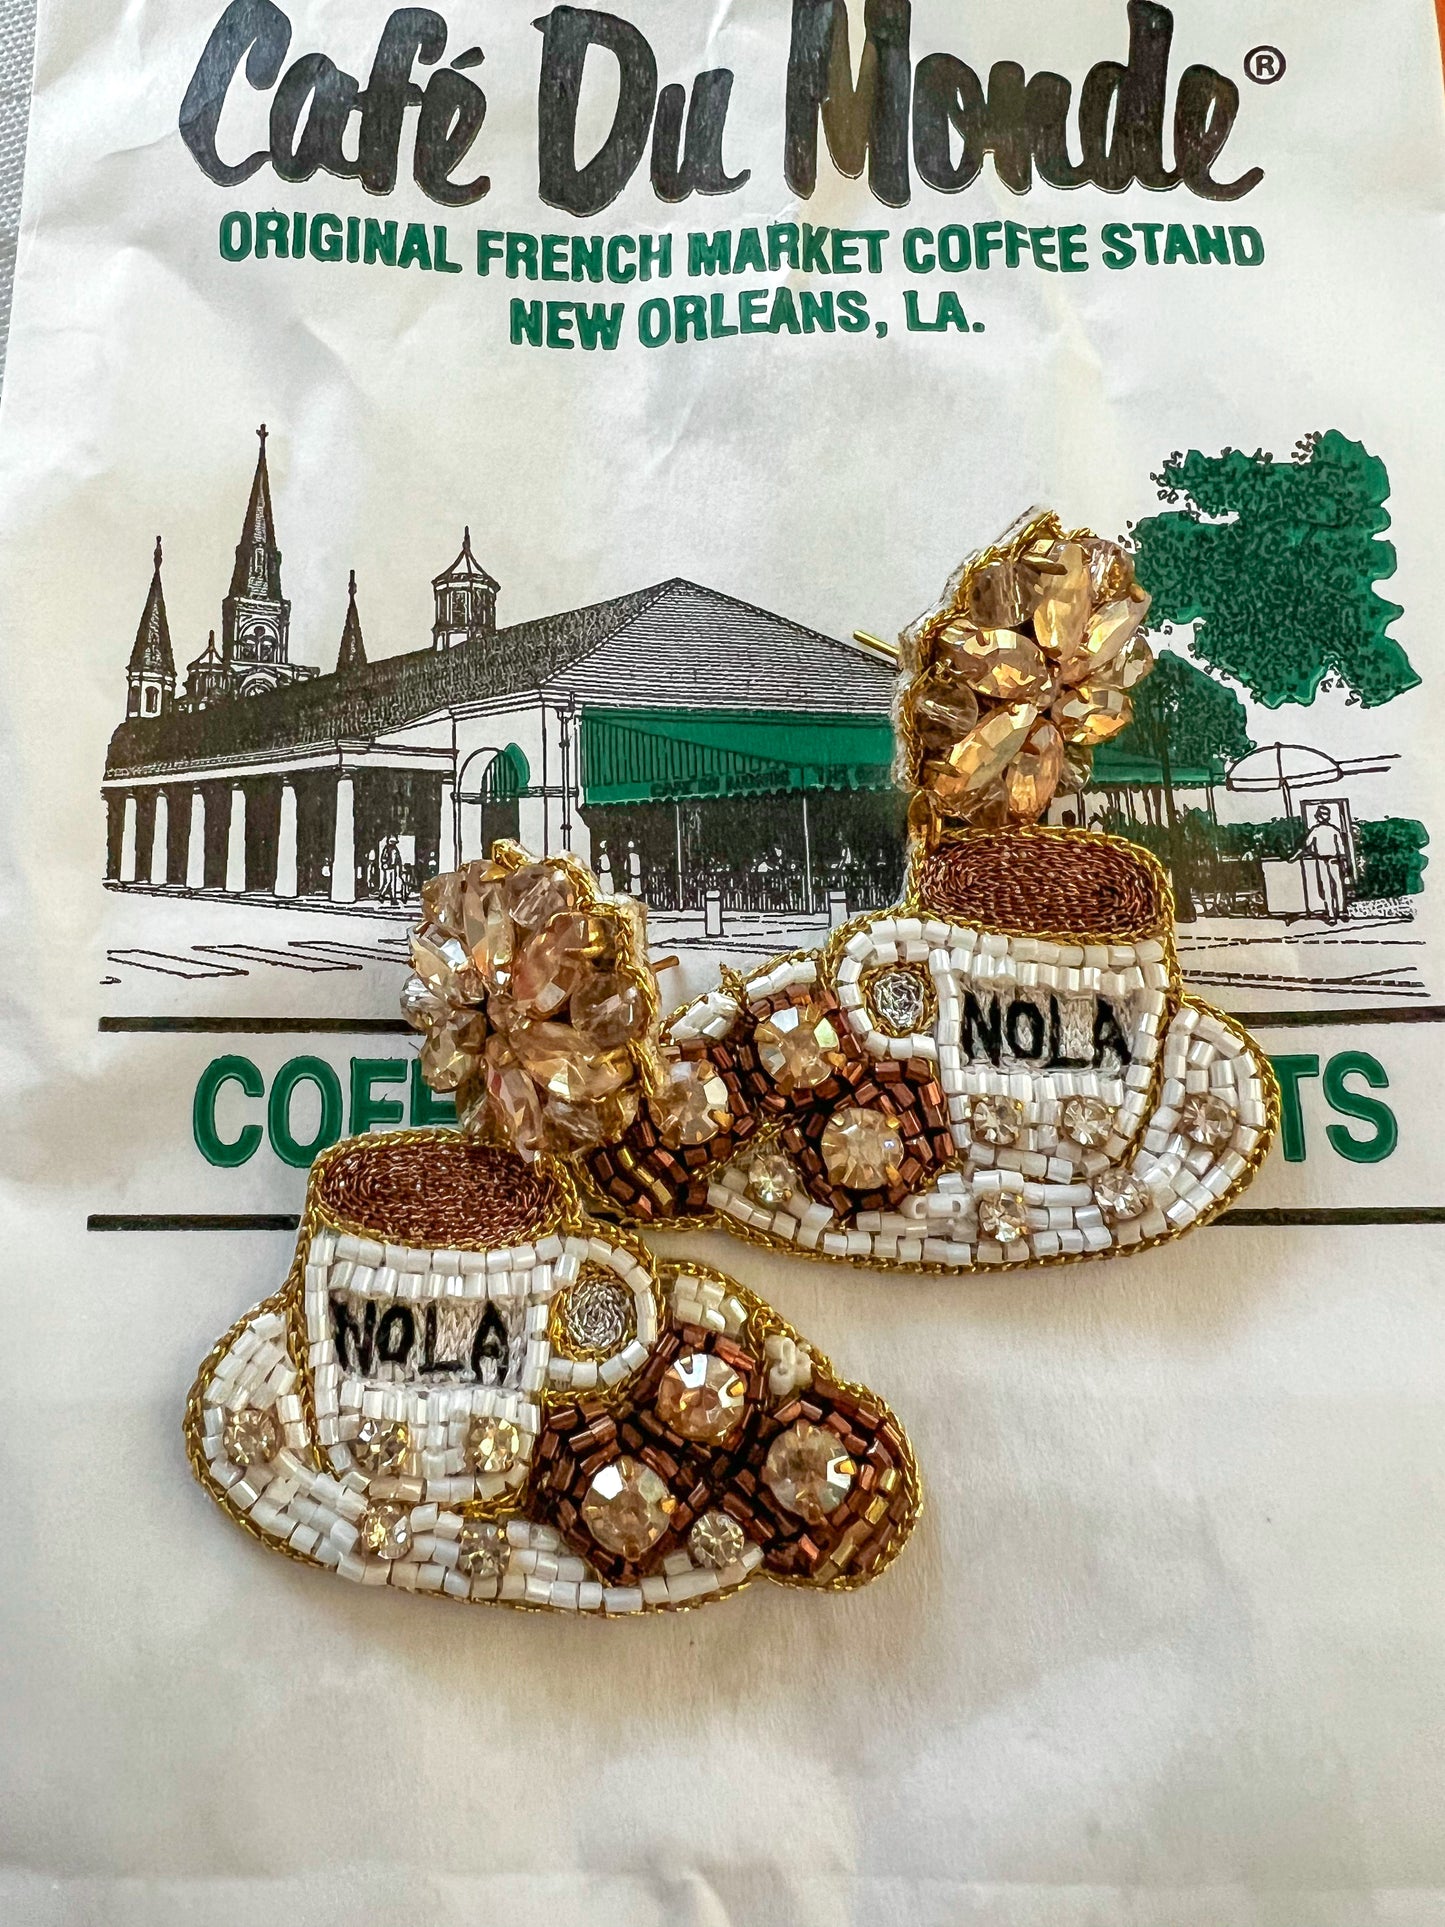 Café Du Monde®
ORIGINAL FRENCH MARKET COFFEE STAND
NEW ORLEANS, LA.
NOLA
NOLA